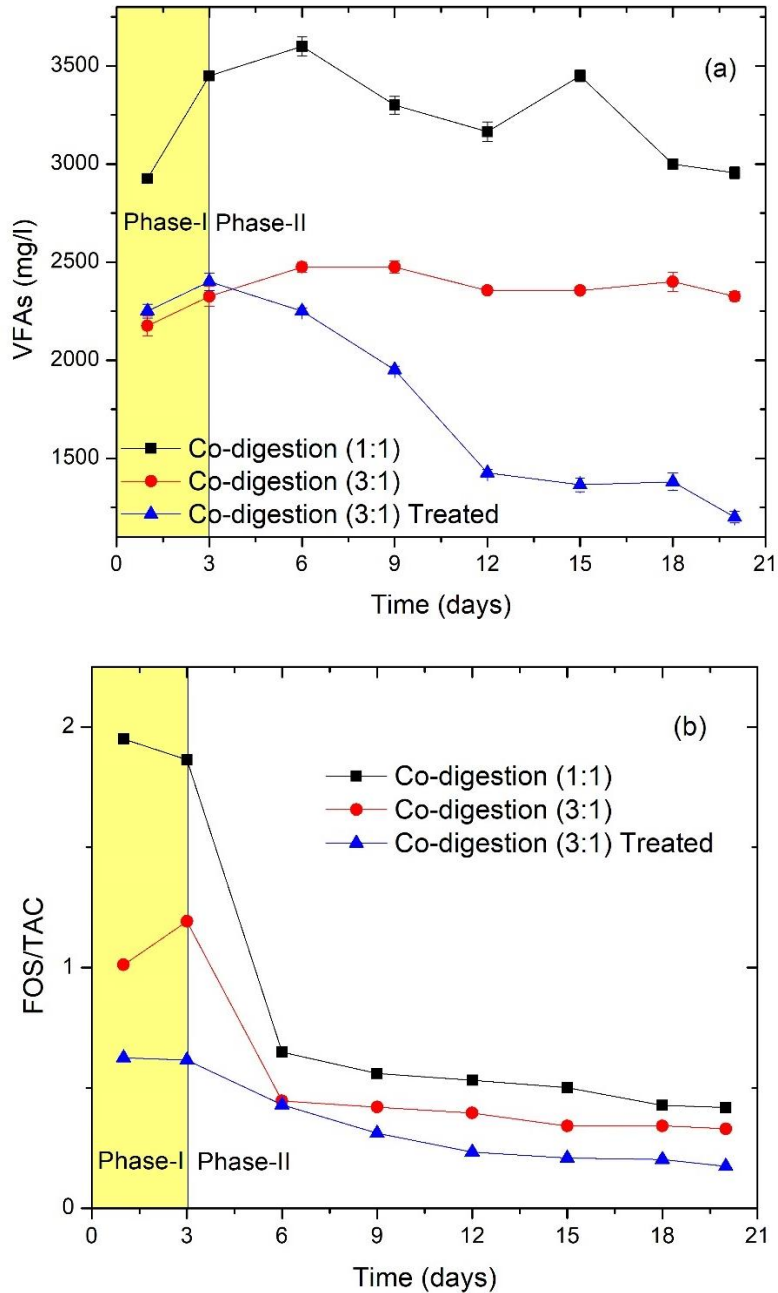 (a)
3500
3000
2500
2000
1500
VFAs (mg/l)
Phase-I
Phase-II
Co-digestion (1:1)
Co-digestion (3:1)
Co-digestion (3:1) Treated
0 3 6 9 12 15 18 21
Time (days)
(b)
2
1
0
FOS/TAC
Co-digestion (1:1)
Co-digestion (3:1)
Co-digestion (3:1) Treated
Phase-I
Phase-II
0 3 6 9 12 15 18 21
Time (days)